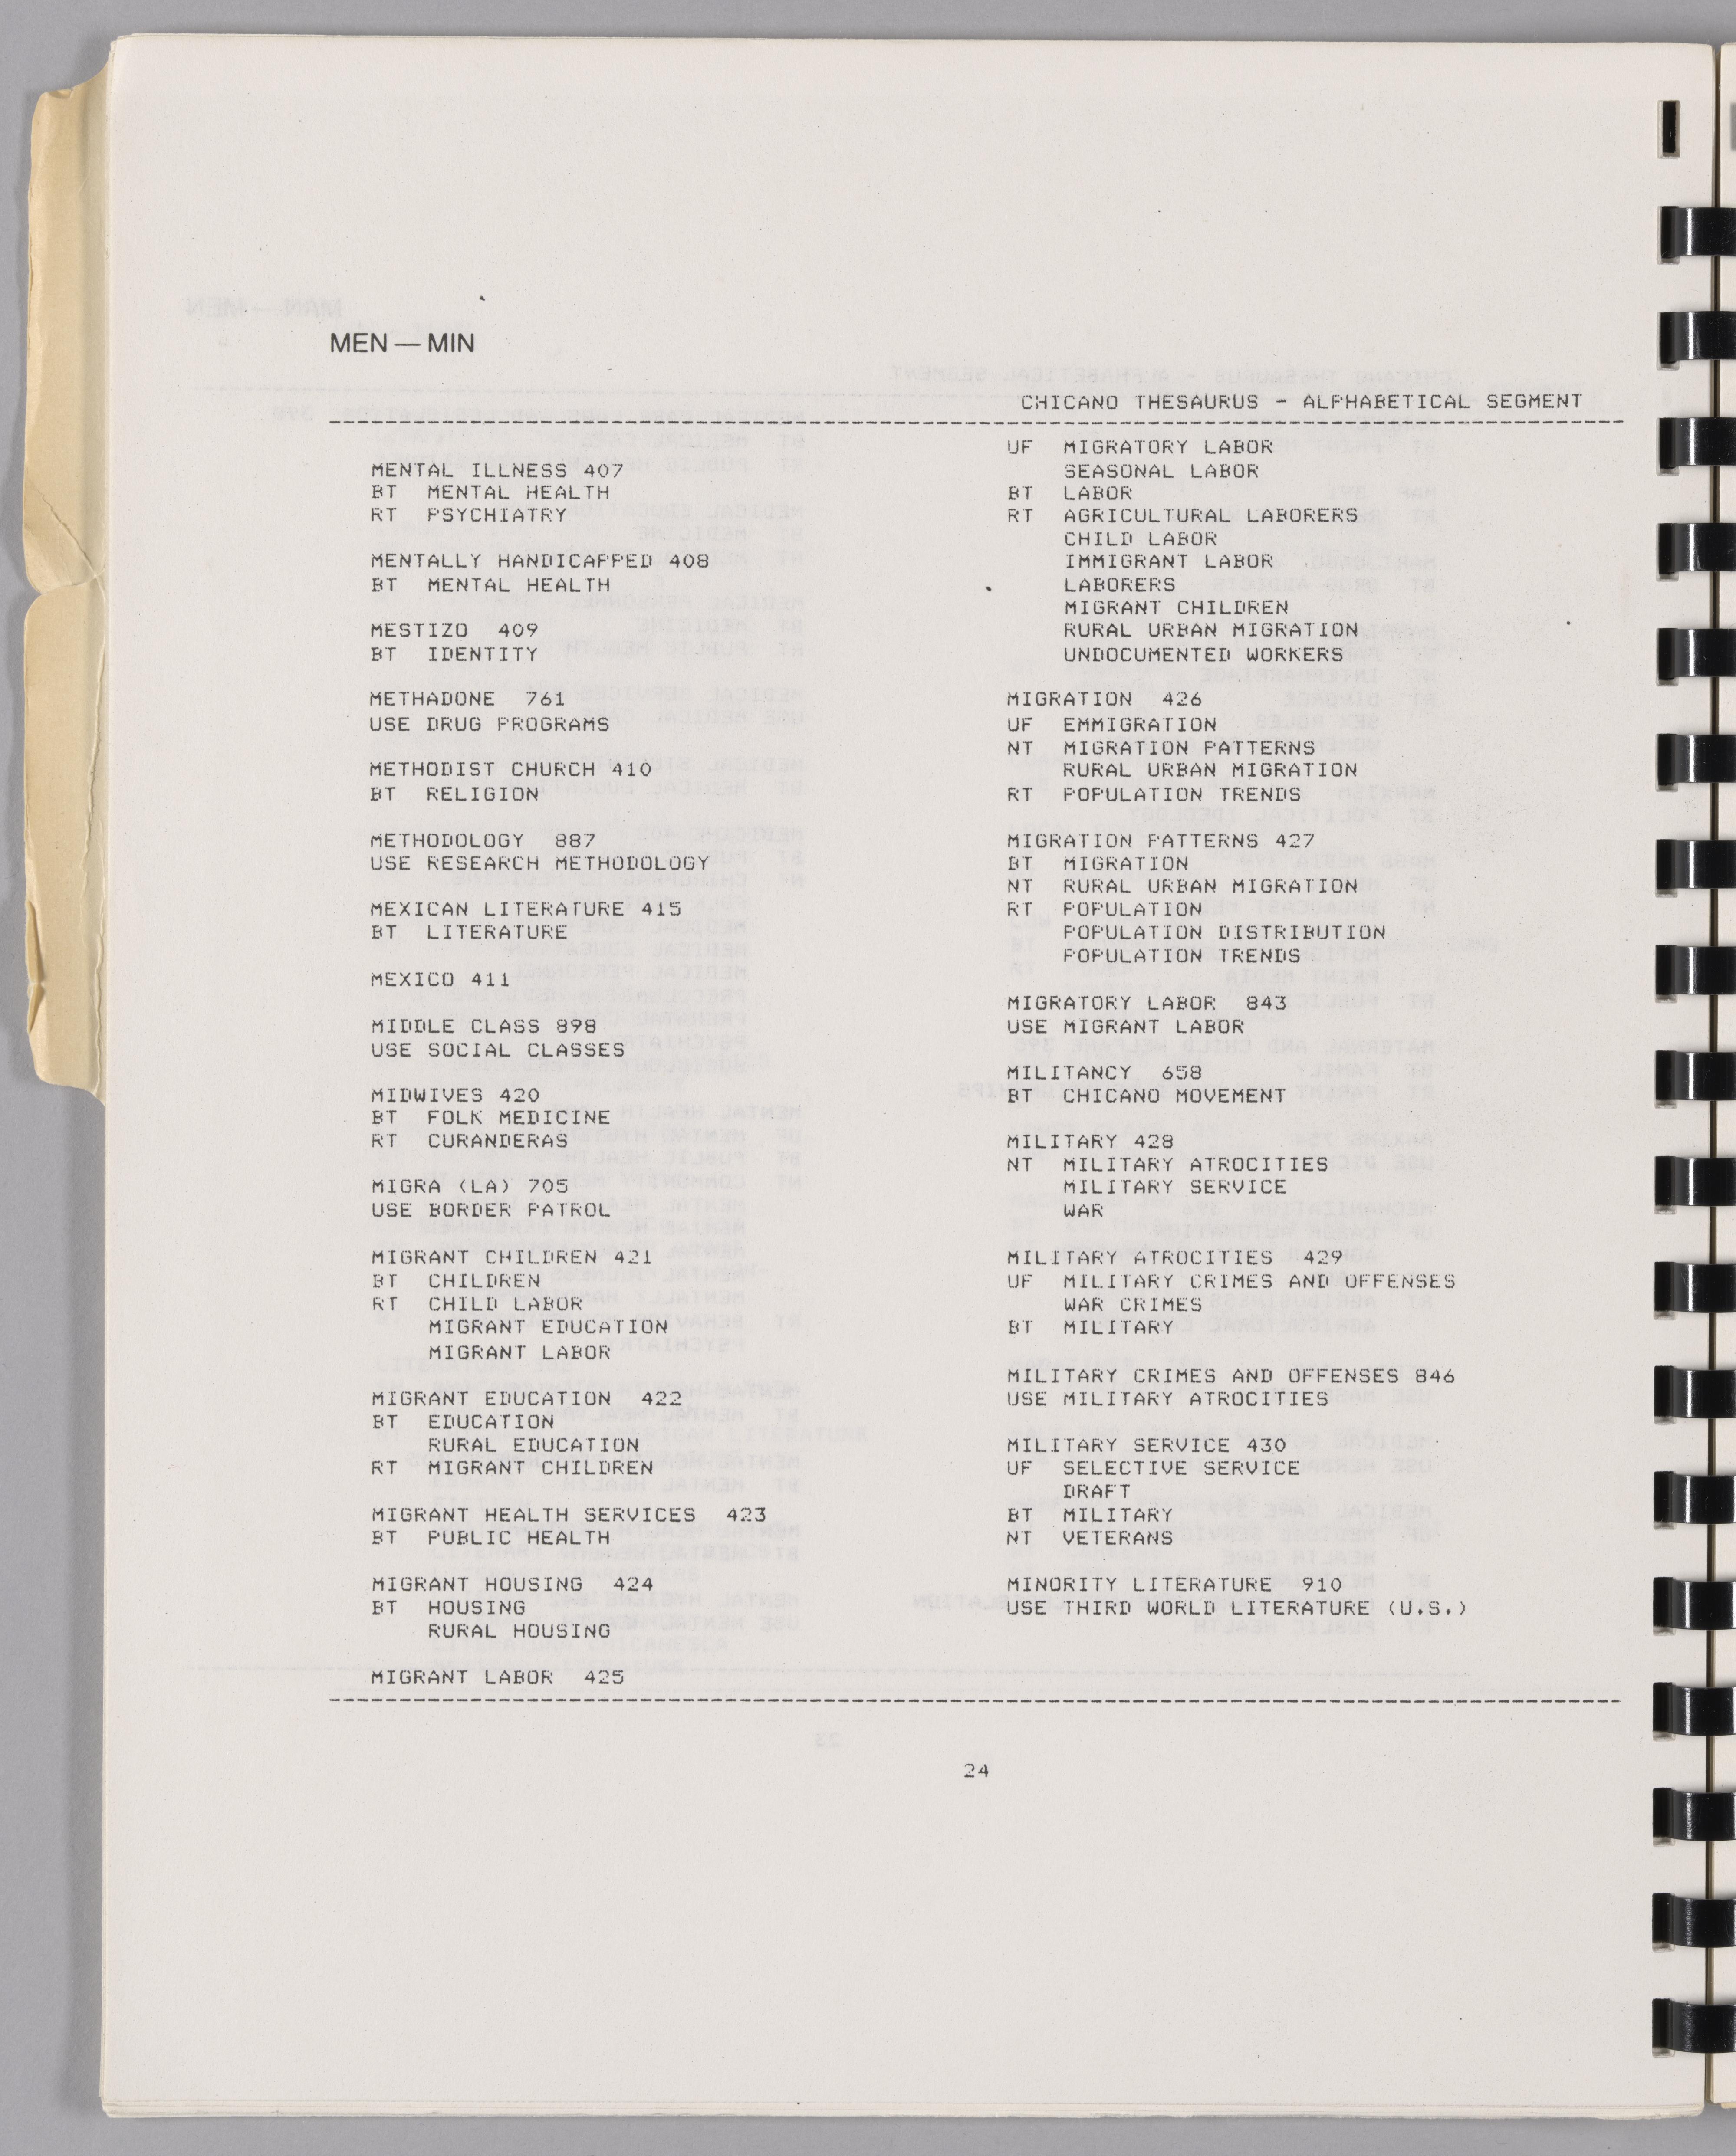 MEN — MIN
CHICANO THESAURUS - ALPHABETICAL SEGMENT
MENTAL ILLNESS 407
BT MENTAL HEALTH
RT PSYCHIATRY
MENTALLY HANDICAPPED 408
BT MENTAL HEALTH
MESTIZO 409
BT IDENTITY
METHADONE 761
USE DRUG PROGRAMS
METHODIST CHURCH 410
BT RELIGION
METHODOLOGY 887
USE RESEARCH METHODOLOGY
MEXICAN LITERATURE 415
BT LITERATURE
MEXICO 411
MIDDLE CLASS 898
USE SOCIAL CLASSES
MIDWIVES 420
BT FOLK MEDICINE
RT CURANDERAS
MIGRA (LA) 705
USE BORDER PATROL
MIGRANT CHILDREN 421
BT CHILDREN
RT CHILD LABOR
MIGRANT EDUCATION
MIGRANT LABOR
MIGRANT EDUCATION 422
BT EDUCATION
RURAL EDUCATION
RT MIGRANT CHILDREN
MIGRANT HEALTH SERVICES 423
BT PUBLIC HEALTH
MIGRANT HOUSING 424
BT HOUSING
RURAL HOUSING
MIGRANT LABOR 425
UF MIGRATORY LABOR
SEASONAL LABOR
BT LABOR
RT AGRICULTURAL LABORERS
CHILD LABOR
IMMIGRANT LABOR
LABORERS
MIGRANT CHILDREN
RURAL URBAN MIGRATION
UNDOCUMENTED WORKERS
MIGRATION 426
UF EMMIGRATION
NT MIGRATION PATTERNS
RURAL URBAN MIGRATION
RT POPULATION TRENDS
MIGRATION PATTERNS 427
BT MIGRATION
NT RURAL URBAN MIGRATION
RT POPULATION
POPULATION DISTRIBUTION
POPULATION TRENDS
MIGRATORY LABOR 843
USE MIGRANT LABOR
MILITANCY 658
BT CHICANO MOVEMENT
MILITARY 428
NT MILITARY ATROCITIES
MILITARY SERVICE
WAR
MILITARY ATROCITIES 429
UF MILITARY CRIMES AND OFFENSES
WAR CRIMES
BT MILITARY
MILITARY CRIMES AND OFFENSES 846
USE MILITARY ATROCITIES
MILITARY SERVICE 430
UF SELECTIVE SERVICE
DRAFT
BT MILITARY
NT VETERANS
MINORITY LITERATURE 910
USE THIRD WORLD LITERATURE (U.S.)
24